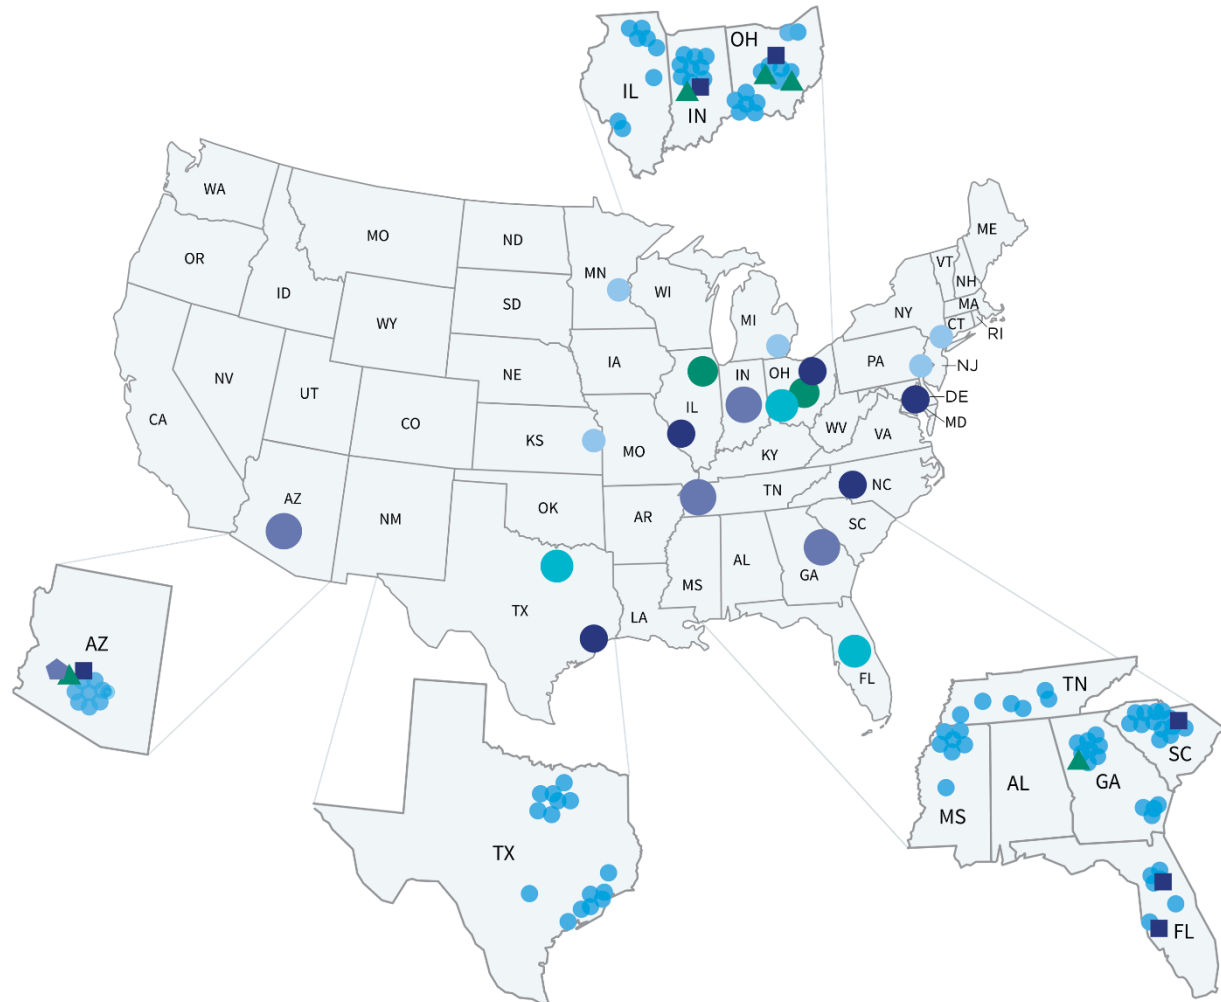 OH
IL
IN
WA
MO
ND
MN
OR
ID
SD
WI
MI
VT
ME
NH
NY
MA
CT
RI
WY
IA
NE
IN
OH
PA
NJ
DE
NV
UT
CO
CA
KS
MO
IL
WV
VA
MD
KY
AZ
NM
OK
AR
TN
NC
SC
TX
LA
MS
AL
GA
FL
AZ
TX
TN
SC
AL
GA
MS
FL